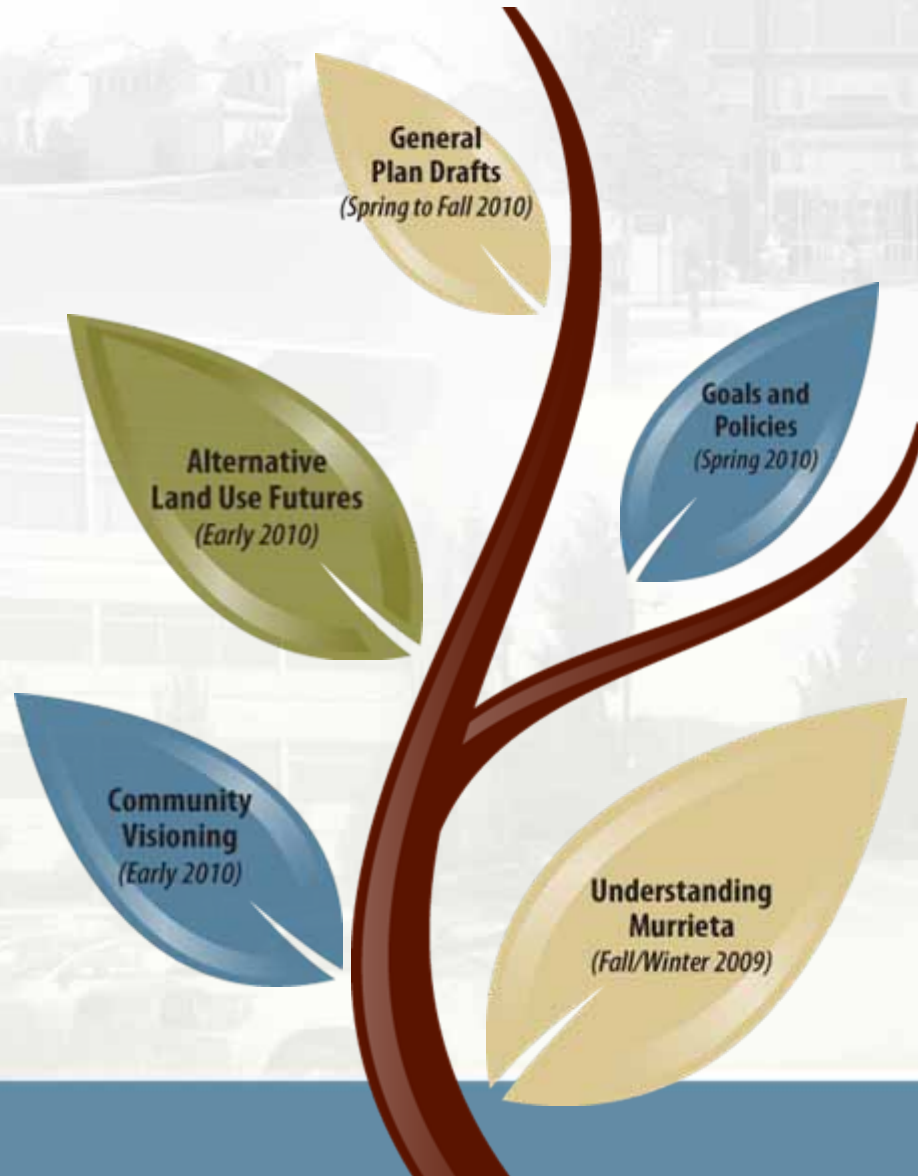 General
Plan Drafts
(Spring to Fall 2010)
Goals and
Policies
(Spring 2010)
Alternative
Land Use Futures
(Early 2010)
Community
Visioning
(Early 2010)
Understanding
Murrieta
(Fall/Winter 2009)